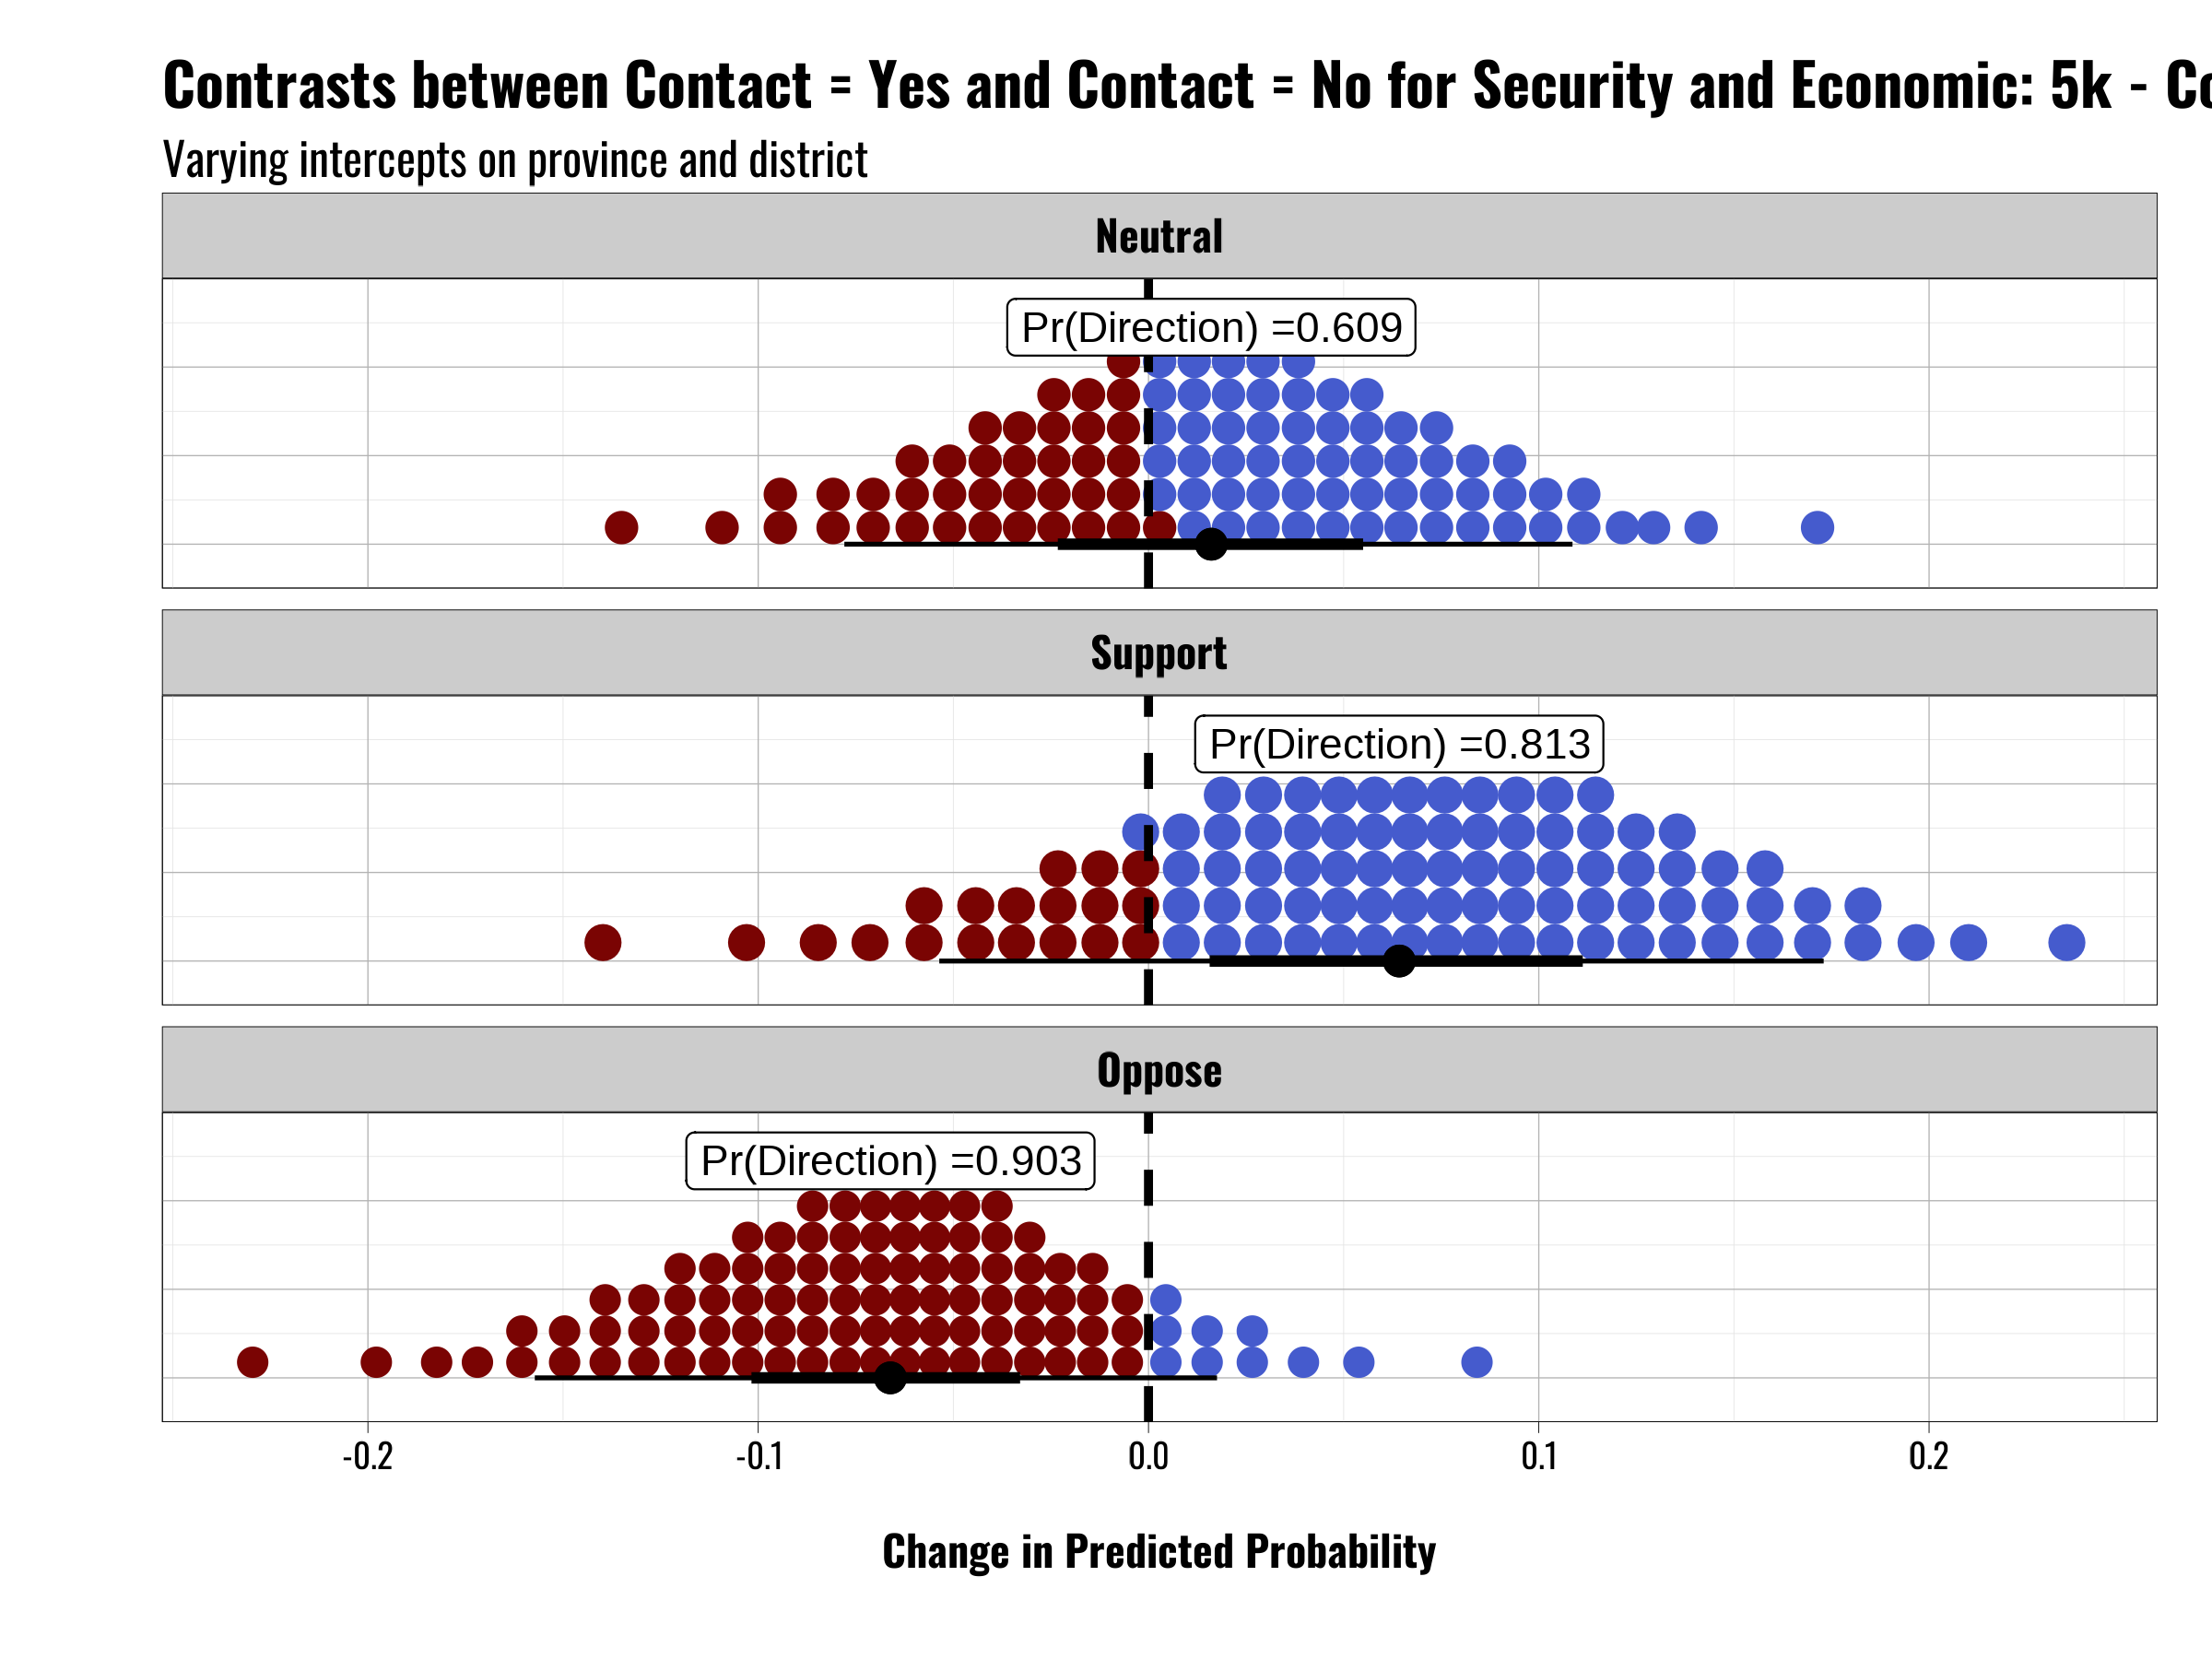 Contrasts between Contact = Yes and Contact = No for Security and Economic: 5k - Co
Varying intercepts on province and district
Neutral
Pr(Direction) =0.609
Support
Pr(Direction) =0.813
Oppose
Pr(Direction) =0.903
-0.2 -0.1 0.0 0.1 0.2
Change in Predicted Probability